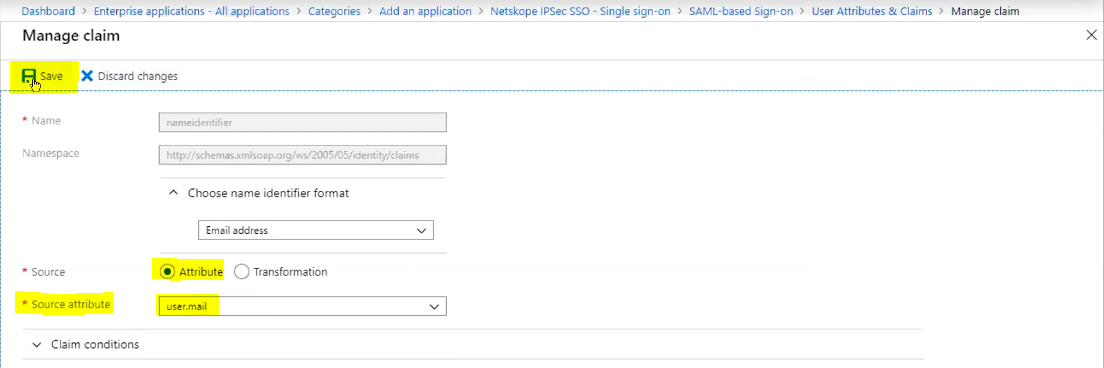 Dashboard > Enterprise applications - All applications > Categories > Add an application > Netskope IPSec SSO - Single sign-on > SAML-based Sign-on > User Attributes & Claims > Manage claim
Manage claim
Save Discard changes
* Name nameidentifier
Namespace http://schemas.xmlsoap.org/ws/2005/05/identity/claims
Choose name identifier format
Email address
* Source Attribute Transformation
* Source attribute user.mail
Claim conditions